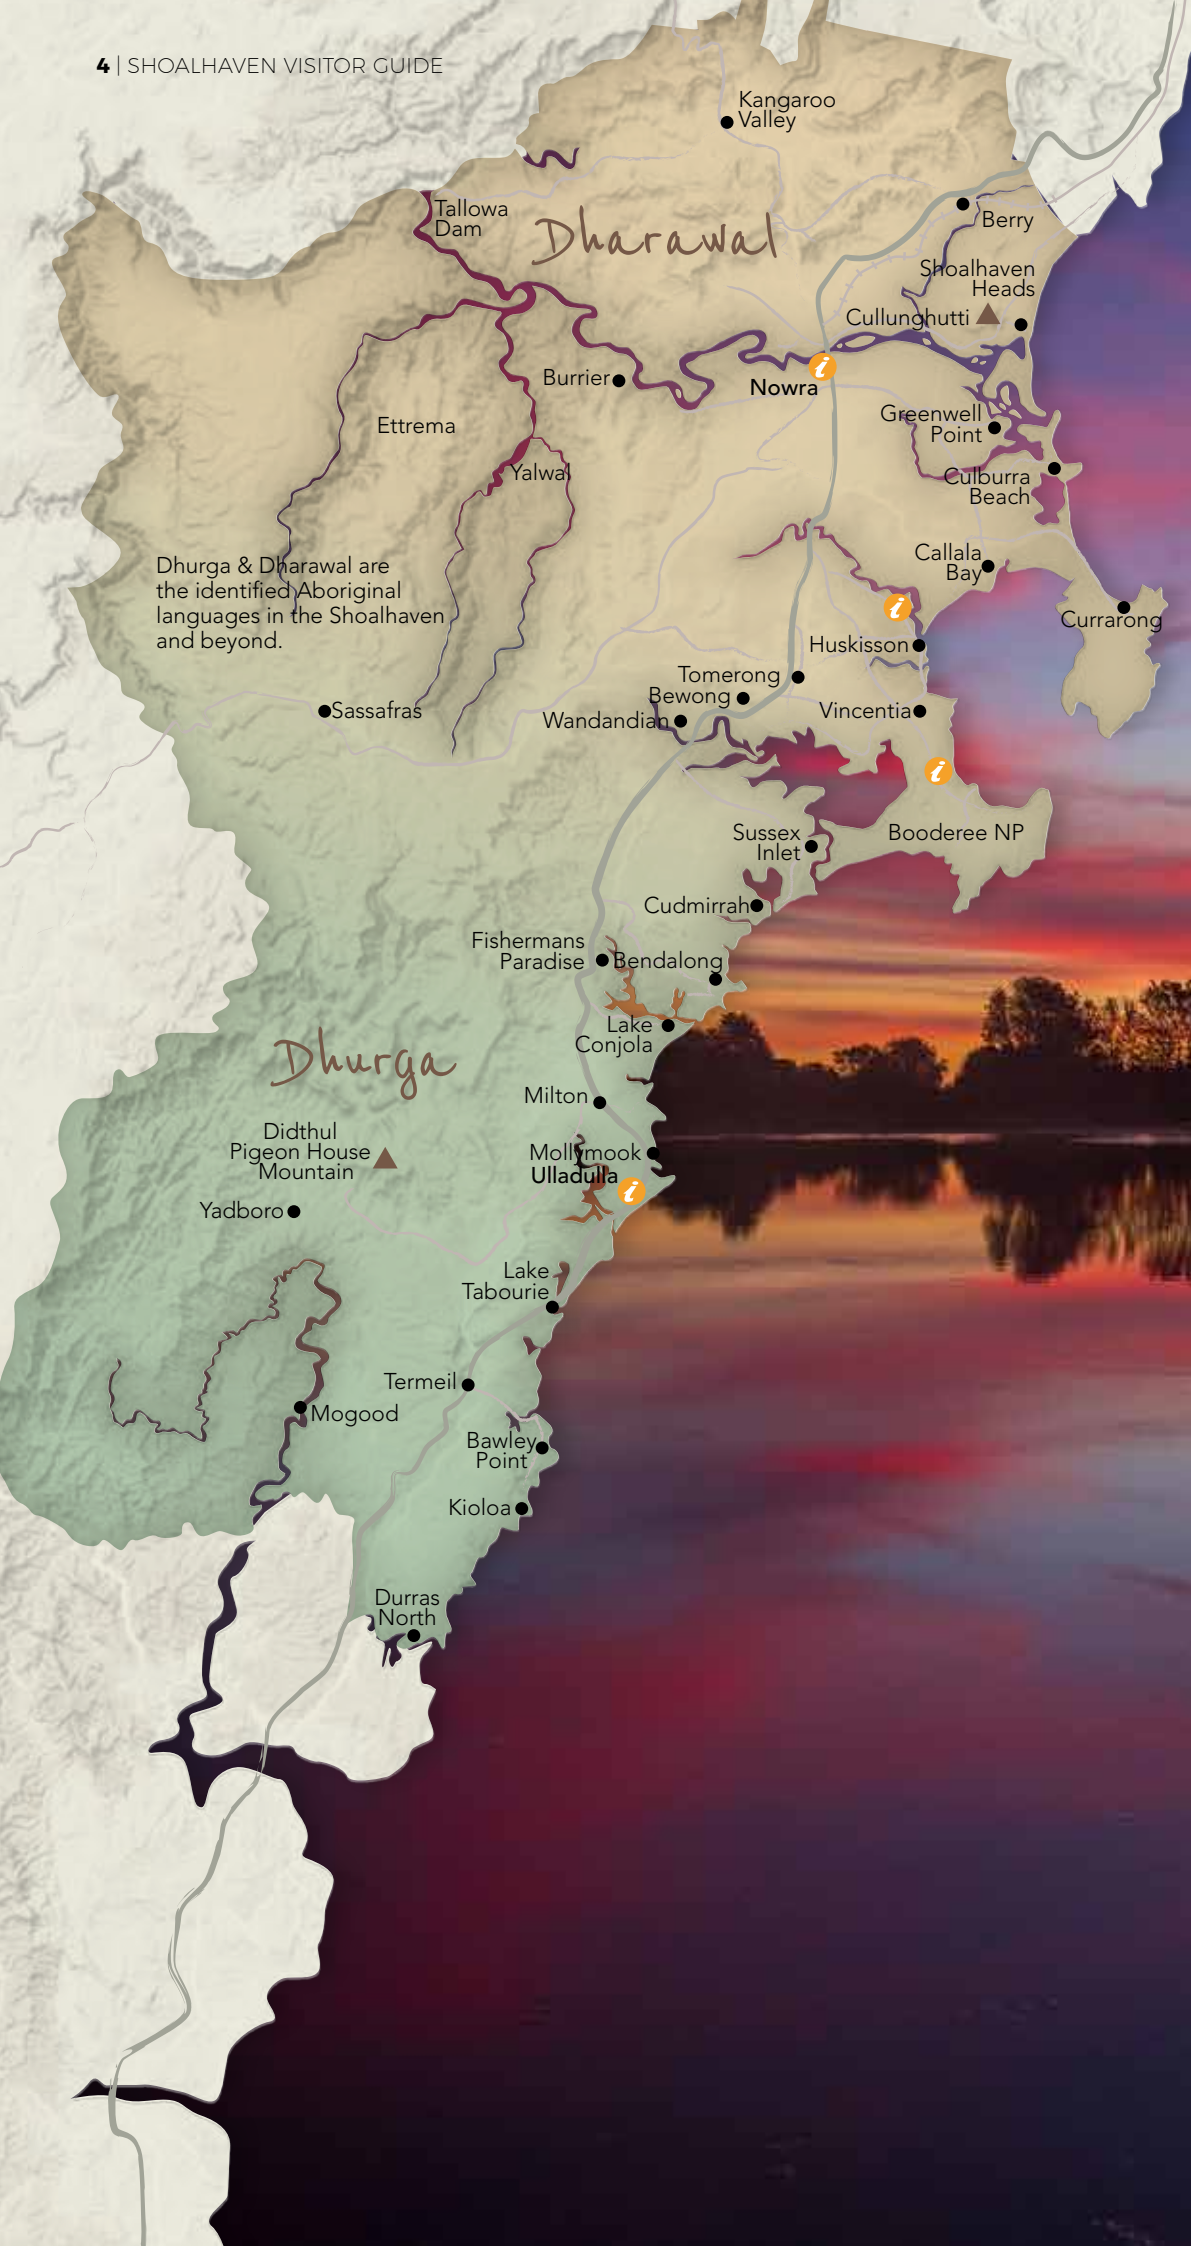 4 | SHOALHAVEN VISITOR GUIDE
Kangaroo
Valley
Tallowa
Dam
Dharawal
Berry
Shoalhaven
Heads
Cullunghutti
Burrier
i
Nowra
Ettrema
Greenwell
Point
Yalwal
Culburra
Beach
Dhurga & Dharawal are
the identified Aboriginal
languages in the Shoalhaven
and beyond.
Callala
Bay
i
Currarong
Huskisson
Tomerong
Bewong
Sassafras
Wandandian
Vincentia
i
Sussex
Inlet
Booderee NP
Cudmirrah
Fishermans
Paradise
Bendalong
Lake
Conjola
Dhurga
Milton
Didthul
Pigeon House
Mountain
Mollymook
Ulladulla
i
Yadboro
Lake
Tabourie
Termeil
Mogood
Bawley
Point
Kioloa
Durras
North